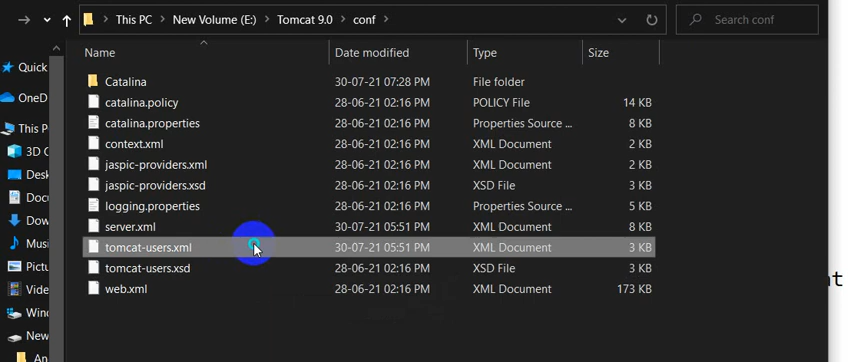 This PC > New Volume (E:) > Tomcat 9.0 > conf >
Search conf
Name Date modified Type Size
Quick
OneD
This P
3D O
Desk
Docu
Dow
Musi
Pictu
Vide
Winc
New
An
Catalina 30-07-21 07:28 PM File folder
catalina.policy 28-06-21 02:16 PM POLICY File 14 KB
catalina.properties 28-06-21 02:16 PM Properties Source ... 8 KB
context.xml 28-06-21 02:16 PM XML Document 2 KB
jaspic-providers.xml 28-06-21 02:16 PM XML Document 2 KB
jaspic-providers.xsd 28-06-21 02:16 PM XSD File 3 KB
logging.properties 28-06-21 02:16 PM Properties Source ... 5 KB
server.xml 30-07-21 05:51 PM XML Document 8 KB
tomcat-users.xml 30-07-21 05:51 PM XML Document 3 KB
tomcat-users.xsd 28-06-21 02:16 PM XSD File 3 KB
web.xml 28-06-21 02:16 PM XML Document 173 KB
at